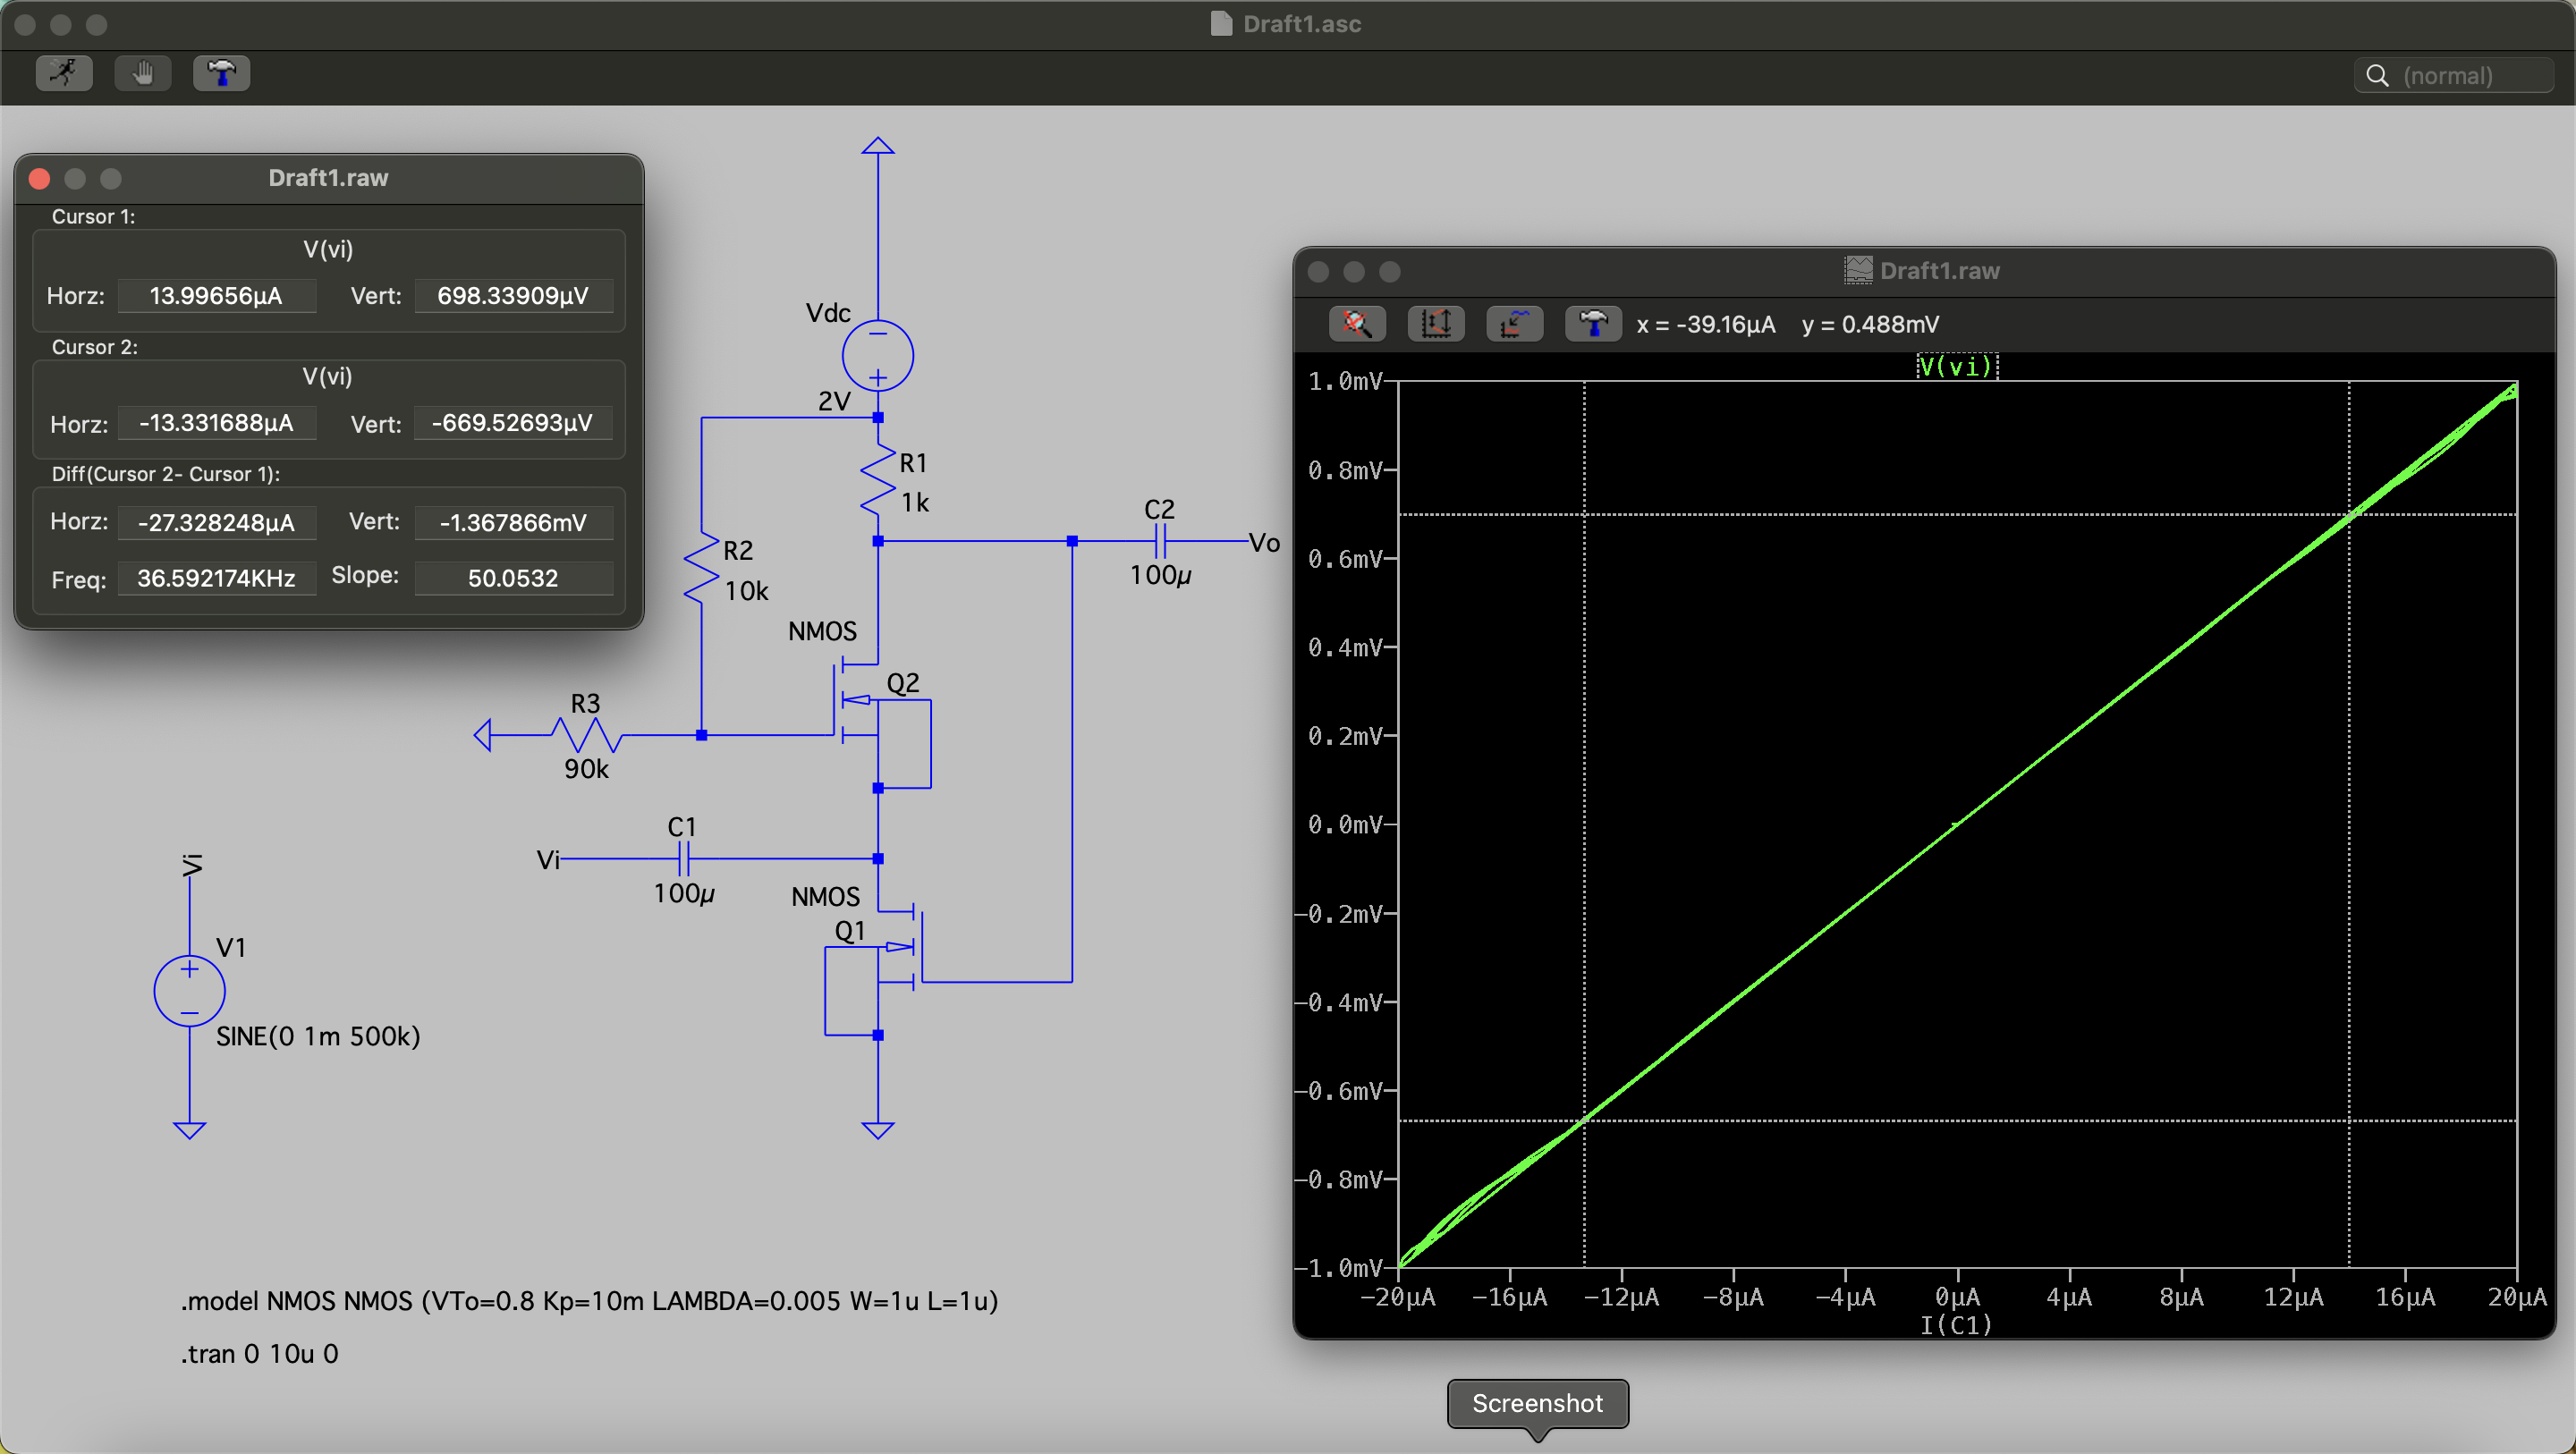 Draft1.asc
(normal)
Draft1.raw
Cursor 1:
V(vi)
Horz: 13.99656µA Vert: 698.33909µV
Cursor 2:
V(vi)
Horz: -13.331688µA Vert: -669.52693µV
Diff(Cursor 2- Cursor 1):
Horz: -27.328248µA Vert: -1.367866mV
Freq: 36.592174KHz Slope: 50.0532
Vdc
2V
R1
1k
R2
10k
C2
100µ
Vo
NMOS
Q2
R3
90k
C1
Vi
100µ
NMOS
Q1
Vi
V1
SINE(0 1m 500k)
.model NMOS NMOS (VTo=0.8 Kp=10m LAMBDA=0.005 W=1u L=1u)
.tran 0 10u 0
Draft1.raw
x = -39.16µA y = 0.488mV
V(vi)
1.0mV
0.8mV
0.6mV
0.4mV
0.2mV
0.0mV
-0.2mV
-0.4mV
-0.6mV
-0.8mV
-1.0mV
-20µA -16µA -12µA -8µA -4µA 0µA 4µA 8µA 12µA 16µA 20µA
I(C1)
Screenshot